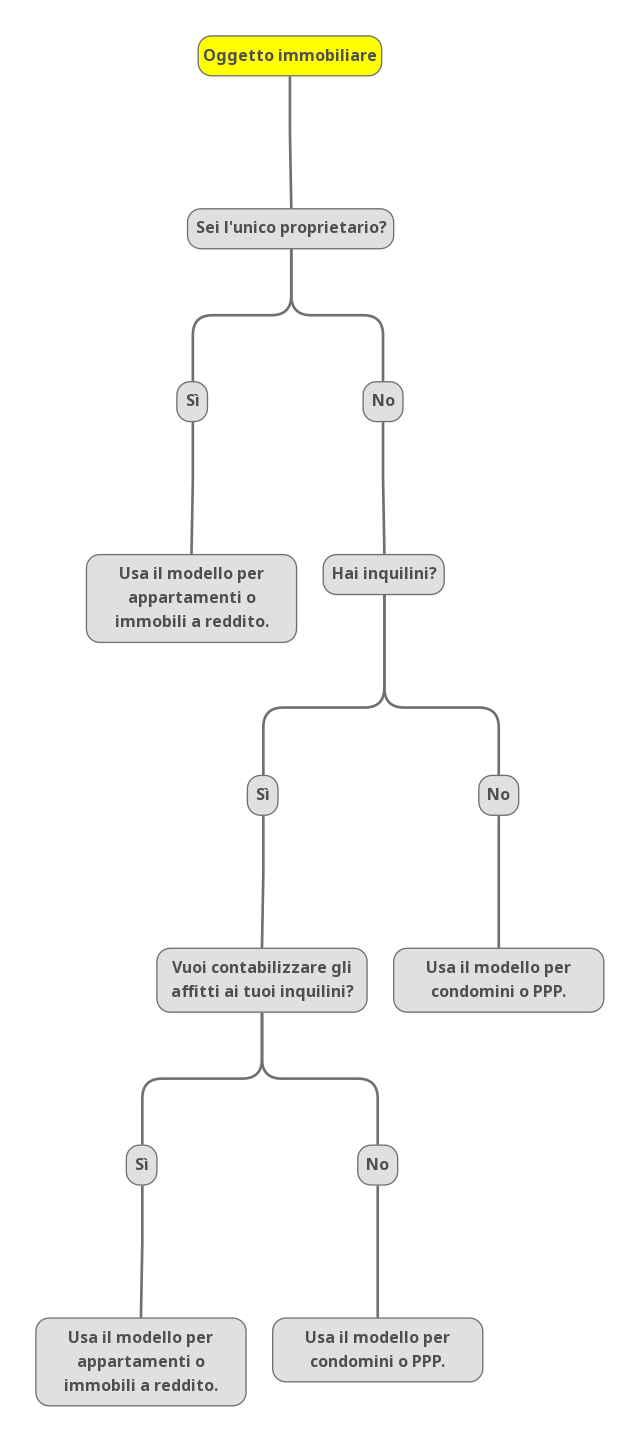 Oggetto immobiliare
Sei l'unico proprietario?
Sì
No
Usa il modello per
appartamenti o
immobili a reddito.
Hai inquilini?
Sì
No
Vuoi contabilizzare gli
affitti ai tuoi inquilini?
Usa il modello per
condomini o PPP.
Sì
No
Usa il modello per
appartamenti o
immobili a reddito.
Usa il modello per
condomini o PPP.